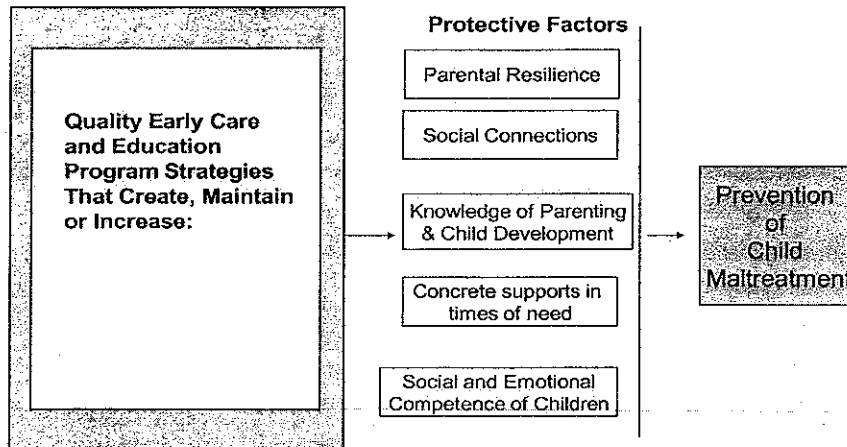 Quality Early Care
and Education
Program Strategies
That Create, Maintain
or Increase:
Protective Factors
Parental Resilience
Social Connections
Knowledge of Parenting
& Child Development
Concrete supports in
times of need
Social and Emotional
Competence of Children
Prevention
of
Child
Maltreatment